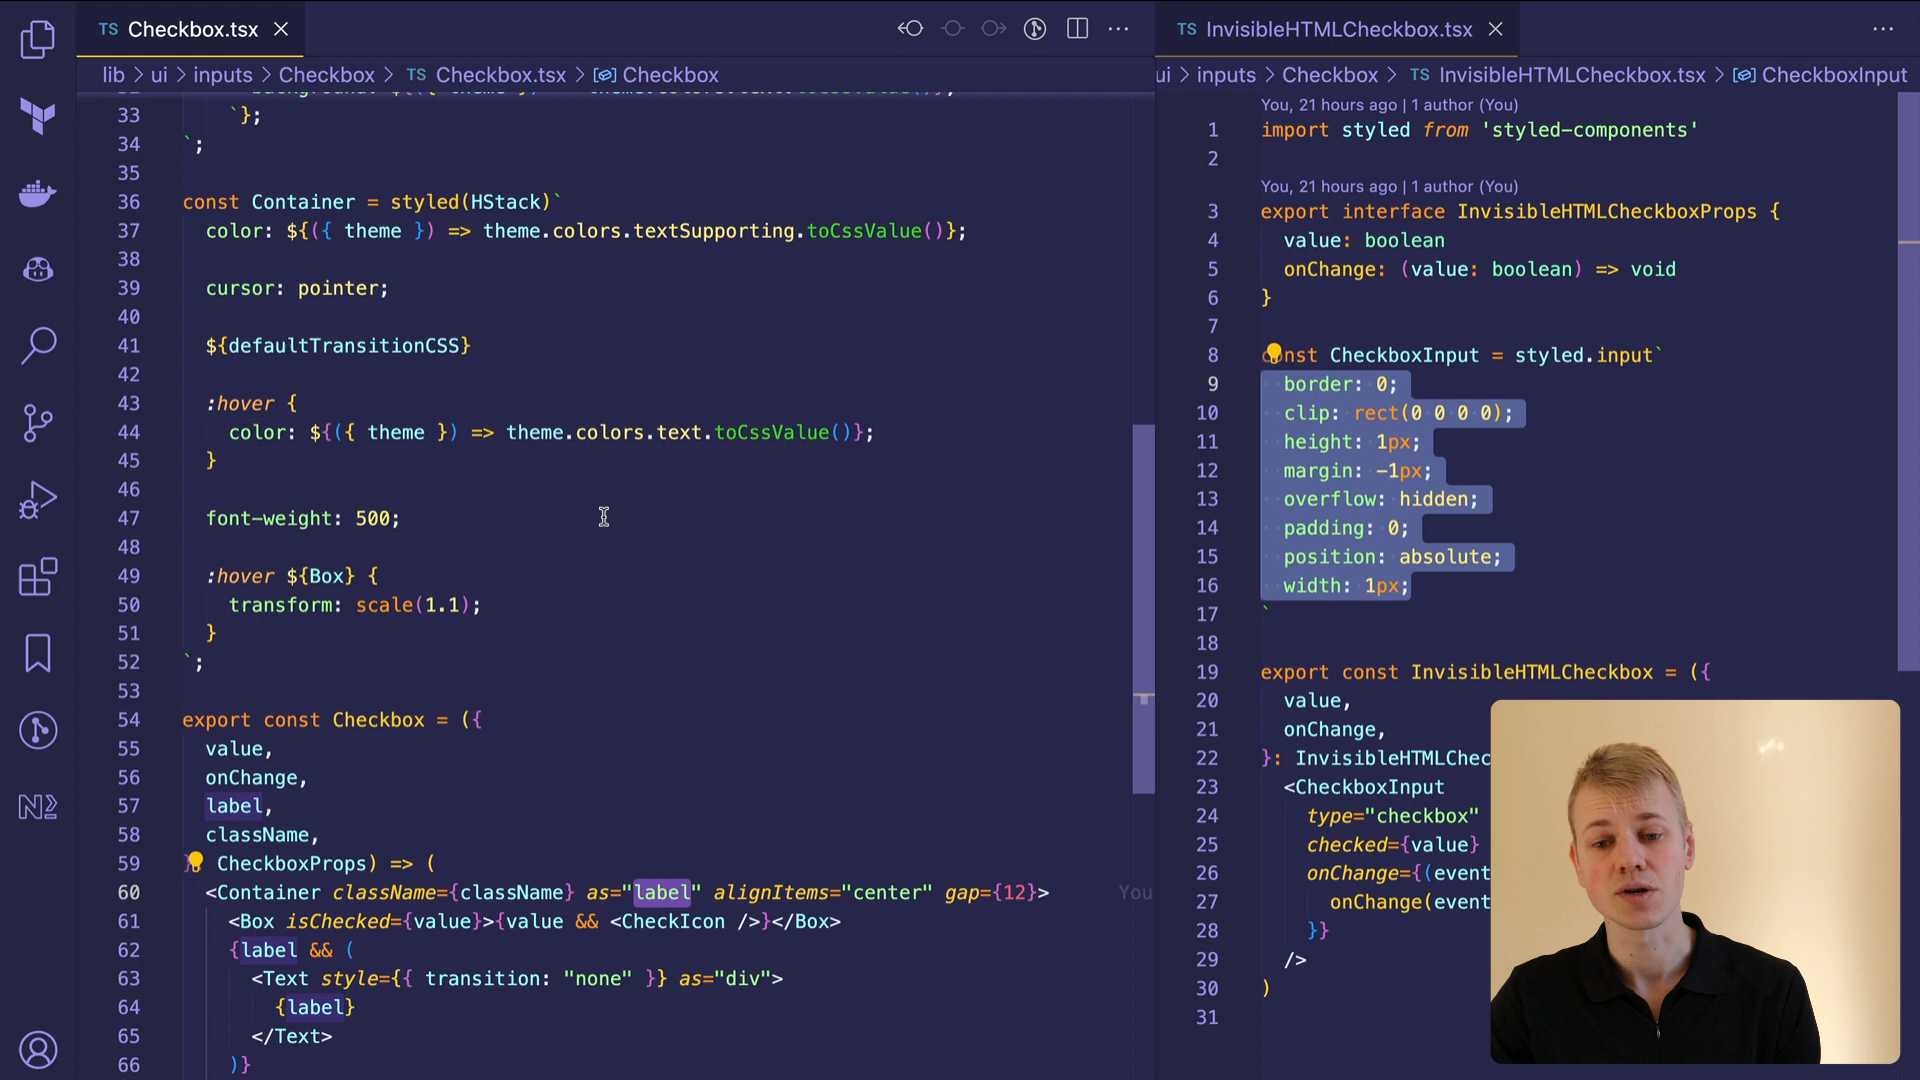 TS Checkbox.tsx
lib > ui > inputs > Checkbox > TS Checkbox.tsx > Checkbox
33 `};
34 `;
35
36 const Container = styled(HStack)`
37 color: ${({ theme }) => theme.colors.textSupporting.toCssValue()};
38
39 cursor: pointer;
40
41 ${defaultTransitionCSS}
42
43 :hover {
44 color: ${({ theme }) => theme.colors.text.toCssValue()};
45 }
46
47 font-weight: 500;
48
49 :hover ${Box} {
50 transform: scale(1.1);
51 }
52 `;
53
54 export const Checkbox = ({
55 value,
56 onChange,
57 label,
58 className,
59 CheckboxProps) => (
60 <Container className={className} as="label" alignItems="center" gap={12}> You
61 <Box isChecked={value}>{value && <CheckIcon />}</Box>
62 {label && (
63 <Text style={{ transition: "none" }} as="div">
64 {label}
65 </Text>
66 )}
TS InvisibleHTMLCheckbox.tsx
ui > inputs > Checkbox > TS InvisibleHTMLCheckbox.tsx > CheckboxInput
You, 21 hours ago | 1 author (You)
1 import styled from 'styled-components'
2
You, 21 hours ago | 1 author (You)
3 export interface InvisibleHTMLCheckboxProps {
4 value: boolean
5 onChange: (value: boolean) => void
6 }
7
8 const CheckboxInput = styled.input`
9 border: 0;
10 clip: rect(0 0 0 0);
11 height: 1px;
12 margin: -1px;
13 overflow: hidden;
14 padding: 0;
15 position: absolute;
16 width: 1px;
17 `
18
19 export const InvisibleHTMLCheckbox = ({
20 value,
21 onChange,
22 }: InvisibleHTMLChec
23 <CheckboxInput
24 type="checkbox"
25 checked={value}
26 onChange={(event
27 onChange(event
28 }}
29 />
30 )
31